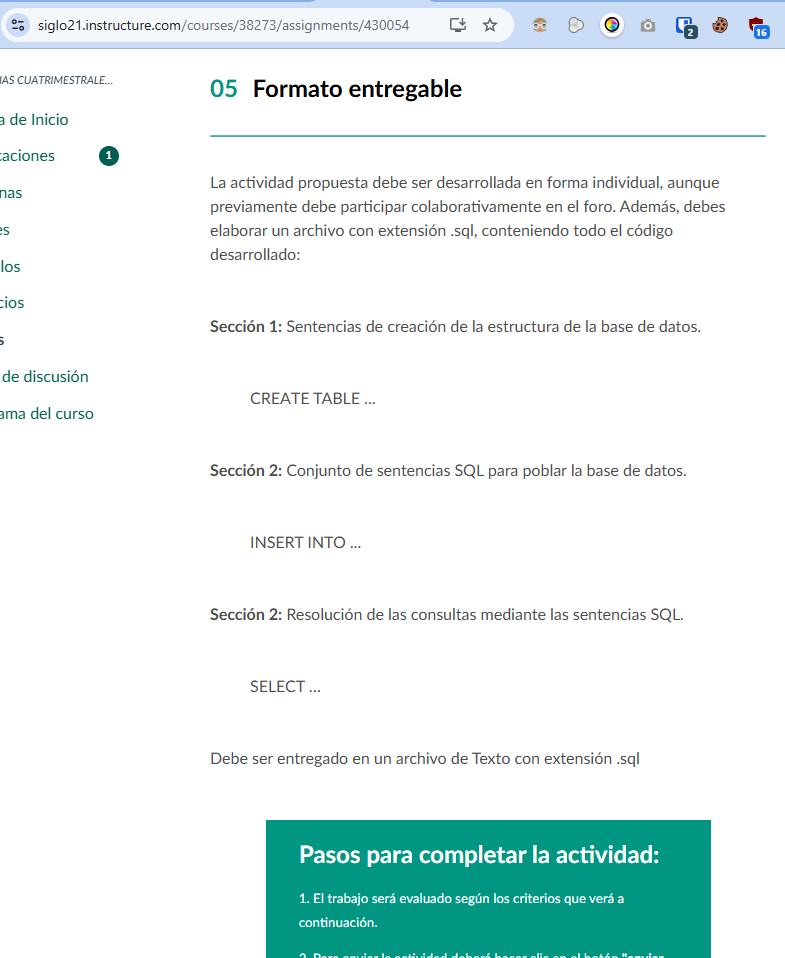 siglo21.instructure.com/courses/38273/assignments/430054
2
16
IAS CUATRIMESTRALE...
a de Inicio
caciones
1
nas
es
los
cios
s
de discusión
ama del curso
05 Formato entregable
La actividad propuesta debe ser desarrollada en forma individual, aunque
previamente debe participar colaborativamente en el foro. Además, debes
elaborar un archivo con extensión .sql, conteniendo todo el código
desarrollado:
Sección 1: Sentencias de creación de la estructura de la base de datos.
CREATE TABLE ...
Sección 2: Conjunto de sentencias SQL para poblar la base de datos.
INSERT INTO ...
Sección 2: Resolución de las consultas mediante las sentencias SQL.
SELECT ...
Debe ser entregado en un archivo de Texto con extensión .sql
Pasos para completar la actividad:
1. El trabajo será evaluado según los criterios que verá a
continuación.
2. Para enviar la actividad deberá hacer clic en el botón "enviar